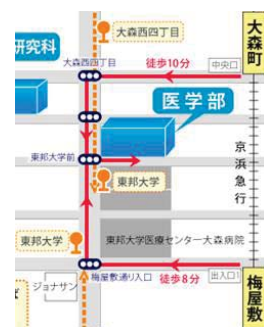 大森西四丁目
大森町
研究科
大森西四丁目
徒歩10分
中央口
医学部
東邦大学前
東邦大学
京浜急行
東邦大学
東邦大学医療センター大森病院
ジョナサン
梅屋敷通り入口
徒歩8分
出入口1
梅屋敷
ば